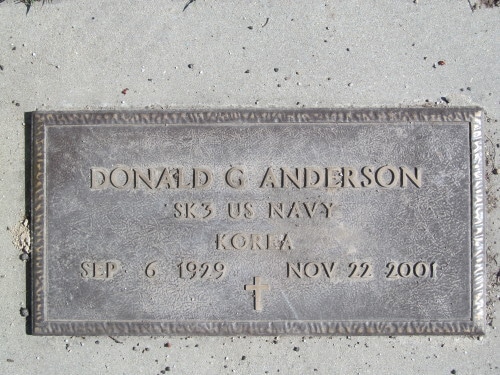 DONALD G ANDERSON
SK3 US NAVY
KOREA
SEP 6 1929 NOV 22 2001